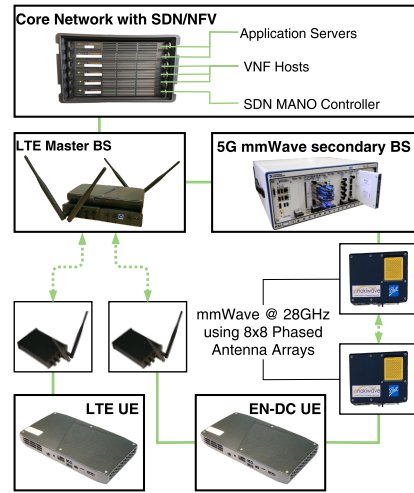 Core Network with SDN/NFV
Application Servers
VNF Hosts
SDN MANO Controller
LTE Master BS
5G mmWave secondary BS
mmWave @ 28GHz
using 8x8 Phased
Antenna Arrays
LTE UE
EN-DC UE